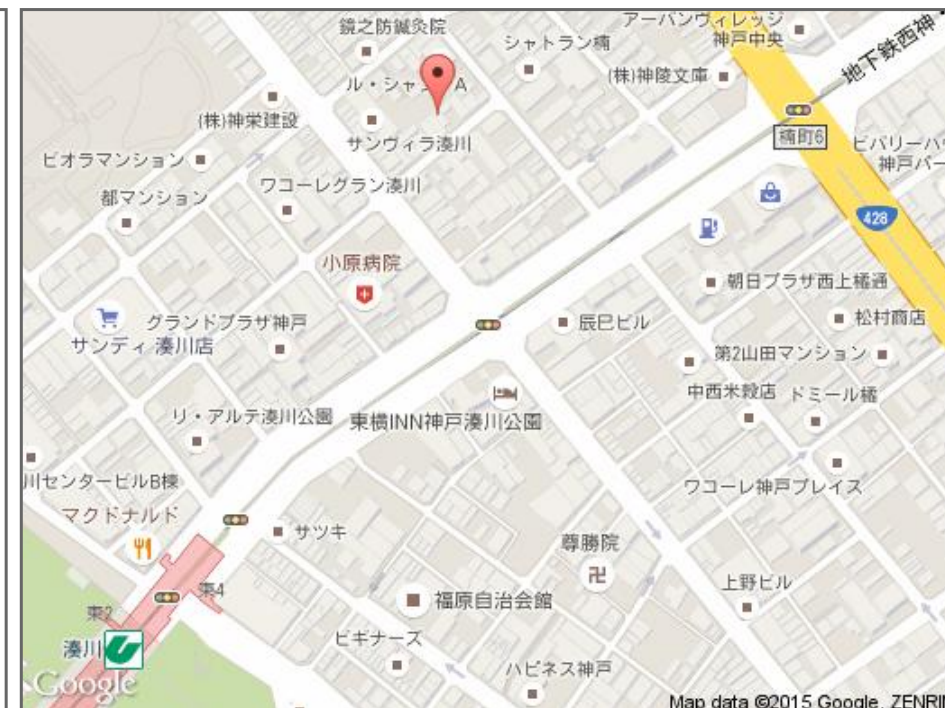 アーバンヴィレッジ
神戸中央
鏡之防鍼灸院
シャトラン楠
地下鉄西神
(株)神陵文庫
ル・シャ
A
(株)神栄建設
サンヴィラ湊川
楠町6
ビバリーハ
神戸パー
ビオラマンション
都マンション
ワコーレグラン湊川
428
小原病院
朝日プラザ西上橘通
松村商店
グランドプラザ神戸
サンディ 湊川店
辰巳ビル
第2山田マンション
中西米穀店
ドミール橘
リ・アルテ湊川公園
東横INN神戸湊川公園
川センタービルB棟
ワコーレ神戸プレイス
マクドナルド
サツキ
尊勝院
卍
東4
福原自治会館
上野ビル
東2
湊川
ビギナーズ
ハピネス神戸
Google
Map data ©2015 Google, ZENRI